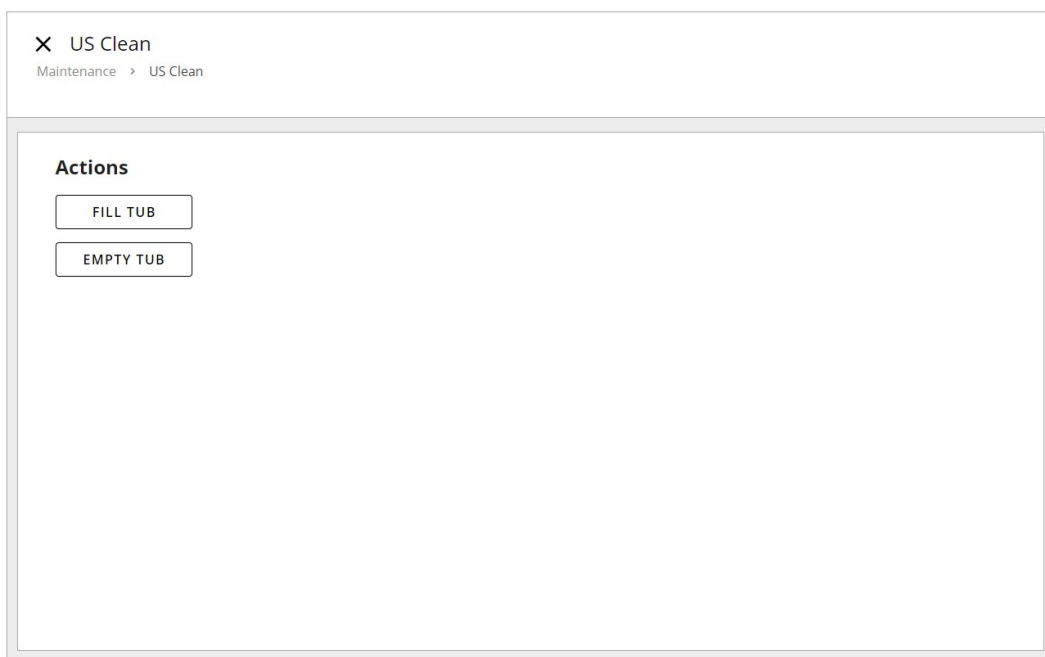 US Clean
Maintenance > US Clean
Actions
FILL TUB
EMPTY TUB